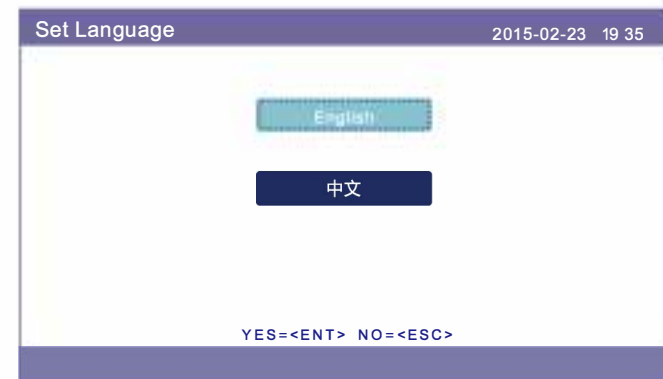 Set Language
2015-02-23 19 35
English
中文
YES=<ENT> NO=<ESC>